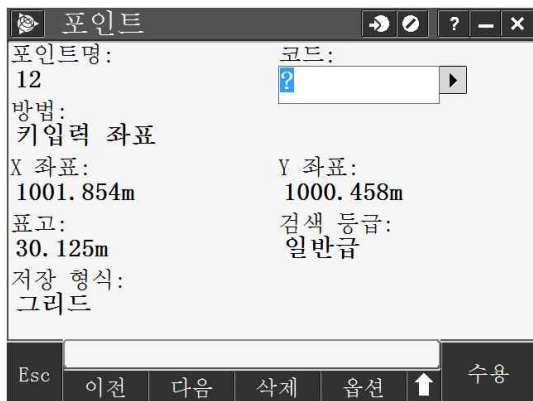 포인트
? – ×
포인트명: 코드:
12 ?
방법:
키입력 좌표
X 좌표: Y 좌표:
1001.854m 1000.458m
표고: 검색 등급:
30.125m 일반급
저장 형식:
그리드
Esc 이전 다음 삭제 옵션 수용